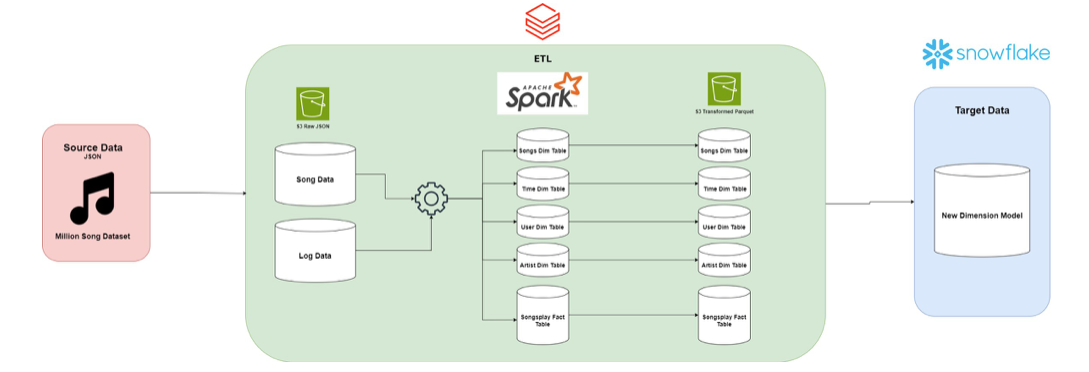 Source Data
JSON
Million Song Dataset
ETL
S3 Raw JSON
Song Data
Log Data
APACHE
Spark™
Songs Dim Table
Time Dim Table
User Dim Table
Artist Dim Table
Songsplay Fact
Table
S3 Transformed Parquet
Songs Dim Table
Time Dim Table
User Dim Table
Artist Dim Table
Songsplay Fact
Table
snowflake
Target Data
New Dimension Model